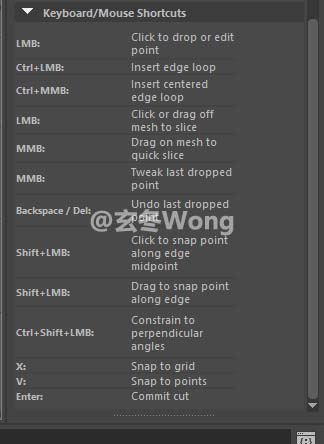 Keyboard/Mouse Shortcuts
LMB: Click to drop or edit
point
Ctrl+LMB: Insert edge loop
Ctrl+MMB: Insert centered
edge loop
LMB: Click or drag off
mesh to slice
MMB: Drag on mesh to
quick slice
MMB: Tweak last dropped
point
Backspace / Del: Undo last dropped
point
@玄冬Wong
Shift+LMB: Click to snap point
along edge
midpoint
Shift+LMB: Drag to snap point
along edge
Ctrl+Shift+LMB: Constrain to
perpendicular
angles
X: Snap to grid
V: Snap to points
Enter: Commit cut